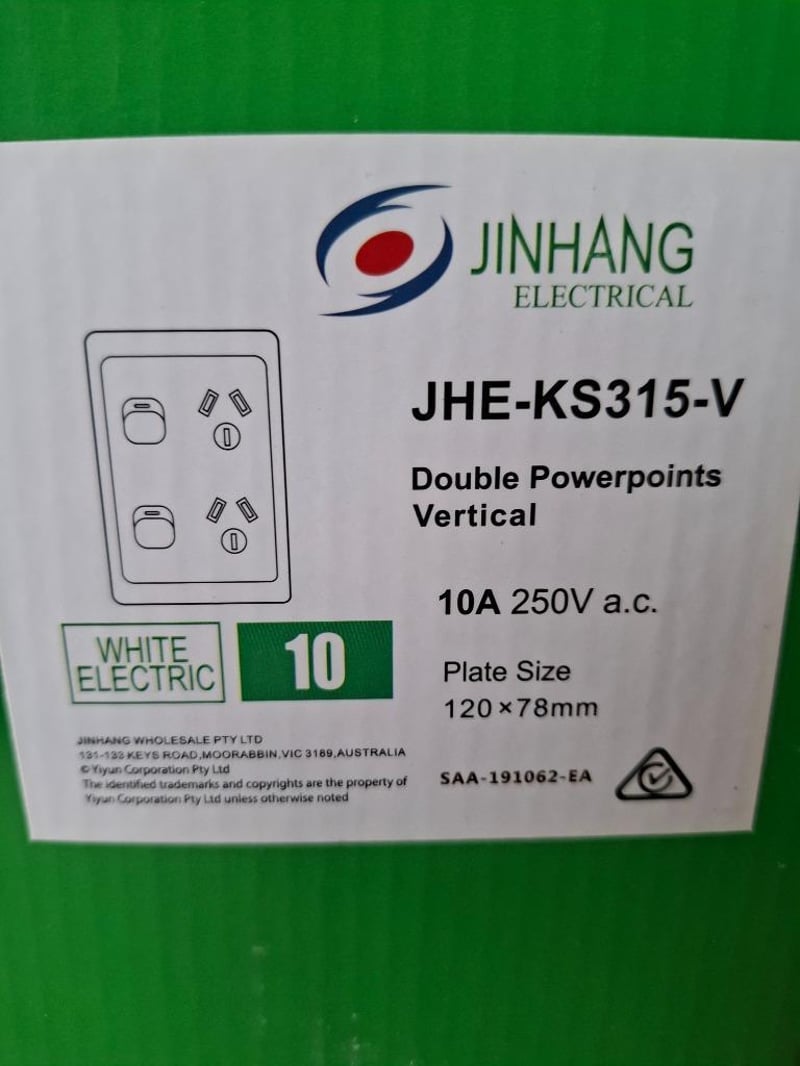 JINHANG
ELECTRICAL
JHE-KS315-V
Double Powerpoints
Vertical
10A 250V a.c.
WHITE
ELECTRIC
10
Plate Size
120×78mm
JINHANG WHOLESALE PTY LTD
131-133 KEYS ROAD,MOORABBIN,VIC 3189,AUSTRALIA
©Yiyun Corporation Pty Ltd
The identified trademarks and copyrights are the property of
Yiyun Corporation Pty Ltd unless otherwise noted
SAA-191062-EA